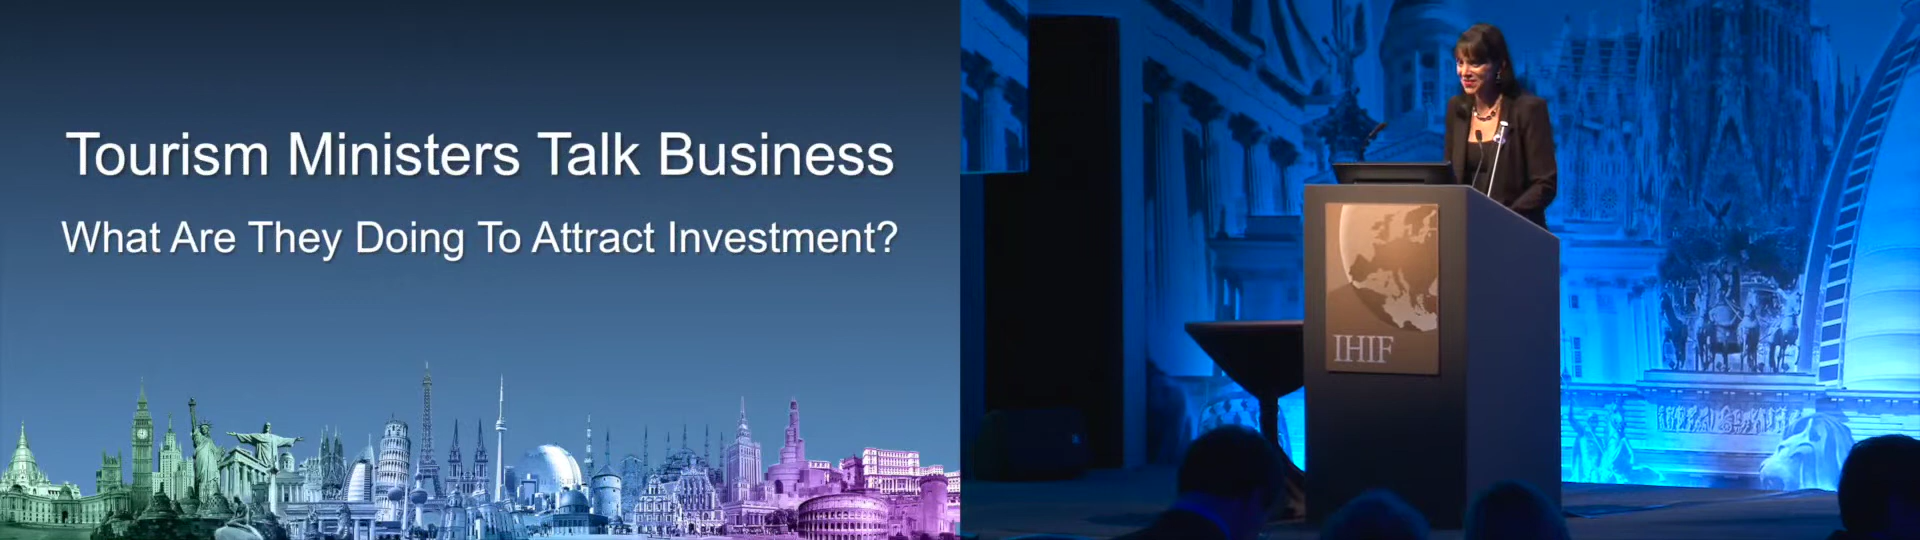 Tourism Ministers Talk Business
What Are They Doing To Attract Investment?
IHIF